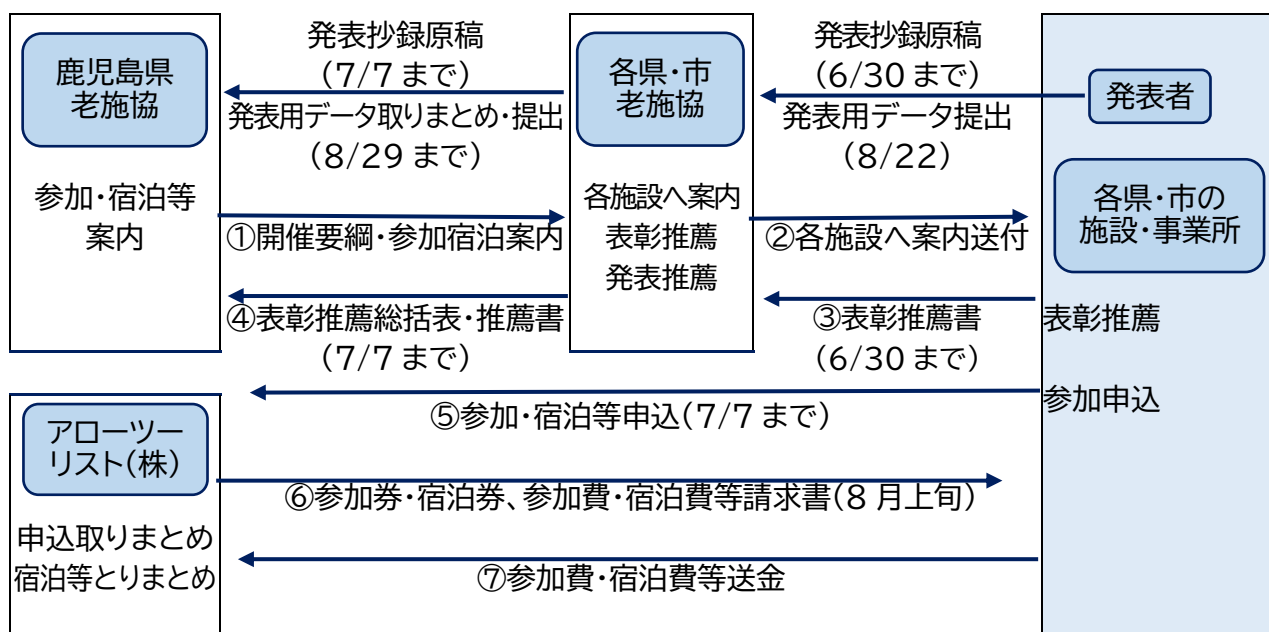 鹿児島県
老施協
参加・宿泊等
案内
発表抄録原稿
(7/7 まで)
発表用データ取りまとめ・提出
(8/29 まで)
①開催要綱・参加宿泊案内
④表彰推薦総括表・推薦書
(7/7 まで)
各県・市
老施協
各施設へ案内
表彰推薦
発表推薦
発表抄録原稿
(6/30 まで)
発表用データ提出
(8/22)
②各施設へ案内送付
③表彰推薦書
(6/30 まで)
発表者
各県・市の
施設・事業所
表彰推薦
参加申込
⑤参加・宿泊等申込(7/7 まで)
アローツー
リスト(株)
⑥参加券・宿泊券、参加費・宿泊費等請求書(8 月上旬)
申込取りまとめ
宿泊等とりまとめ
⑦参加費・宿泊費等送金